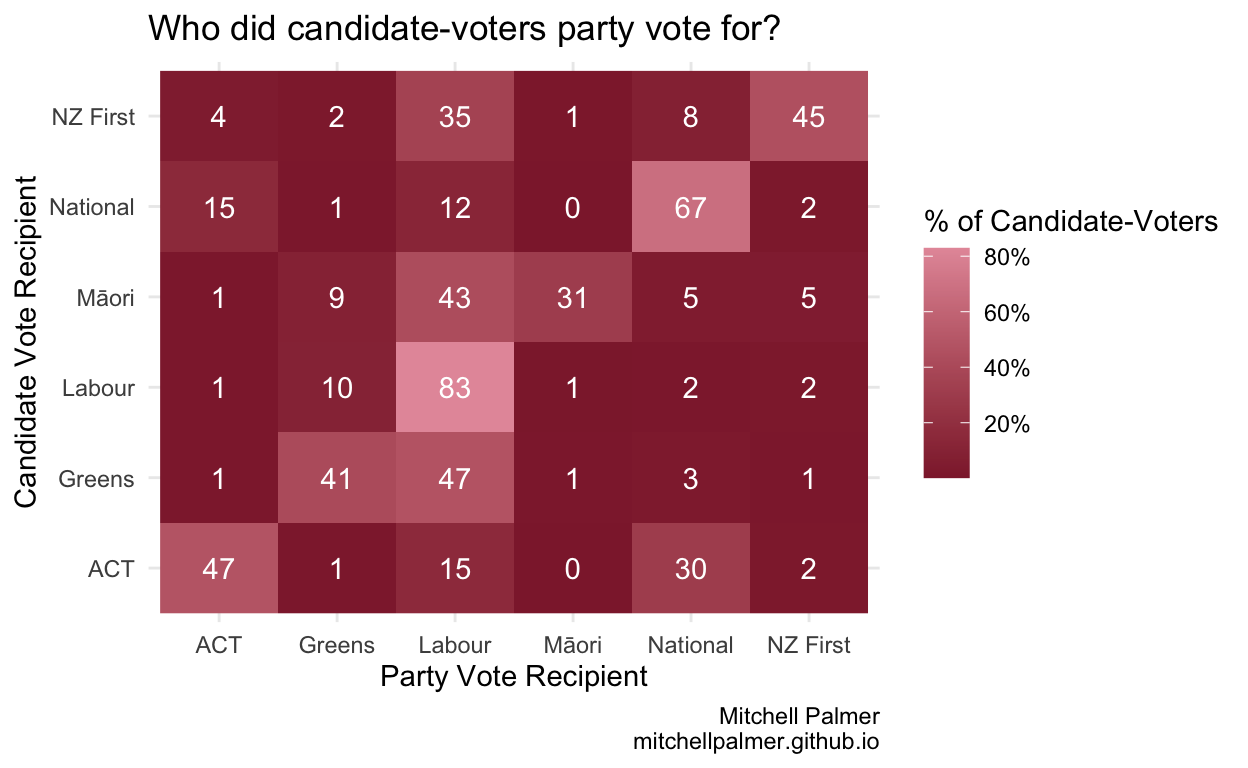 Who did candidate-voters party vote for?
Candidate Vote Recipient
NZ First 4 2 35 1 8 45
National 15 1 12 0 67 2
Māori 1 9 43 31 5 5
Labour 1 10 83 1 2 2
Greens 1 41 47 1 3 1
ACT 47 1 15 0 30 2
ACT Greens Labour Māori National NZ First
Party Vote Recipient
% of Candidate-Voters
80%
60%
40%
20%
Mitchell Palmer
mitchellpalmer.github.io